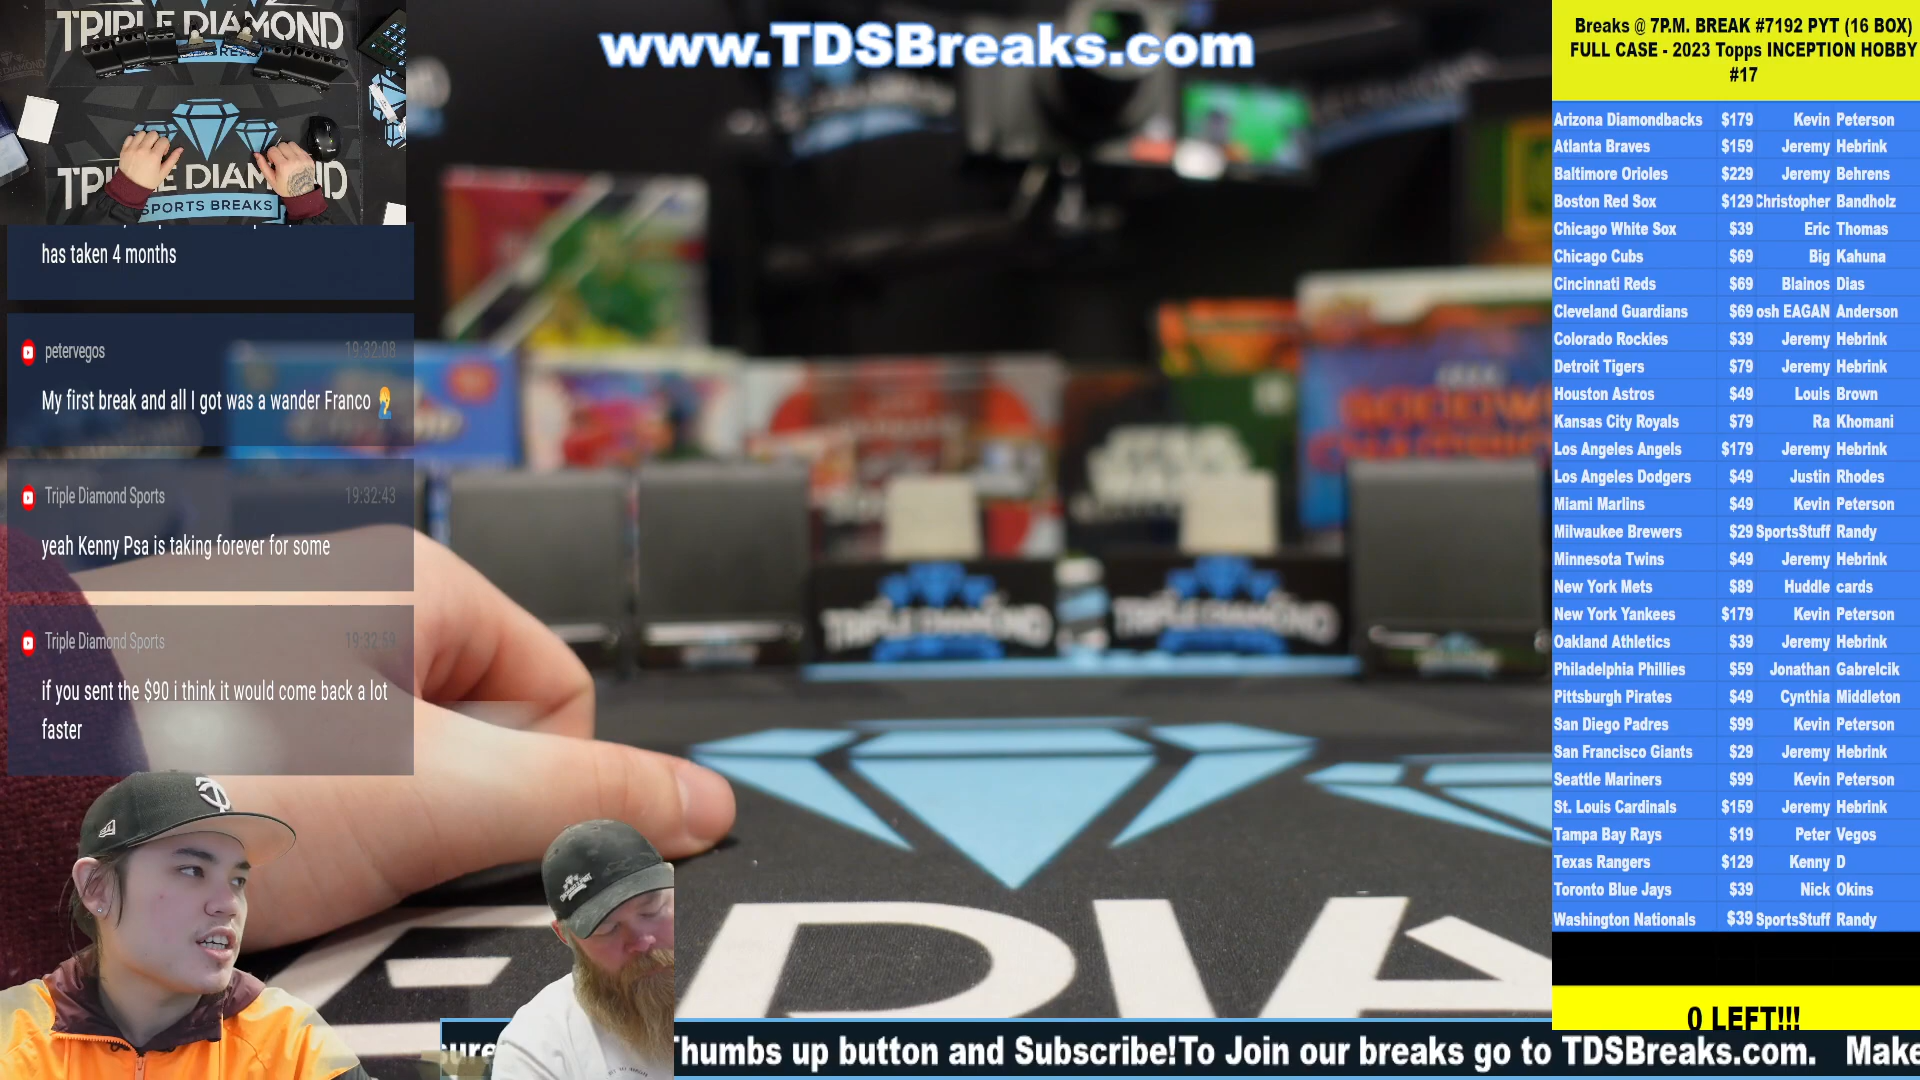 TRIPLE DIAMOND
TRIPLE DIAMOND
SPORTS BREAKS
www.TDSBreaks.com
has taken 4 months
petervegos 19:32:08
My first break and all I got was a wander Franco 🤦‍♂️
Triple Diamond Sports 19:32:43
yeah Kenny Psa is taking forever for some
Triple Diamond Sports 19:32:59
if you sent the $90 i think it would come back a lot
faster
TRIPLE DIAMOND
TRIPLE DIAMOND
DIA
Thumbs up button and Subscribe!To Join our breaks go to TDSBreaks.com. Make
Breaks @ 7P.M. BREAK #7192 PYT (16 BOX)
FULL CASE - 2023 Topps INCEPTION HOBBY
#17
Arizona Diamondbacks $179 Kevin Peterson
Atlanta Braves $159 Jeremy Hebrink
Baltimore Orioles $229 Jeremy Behrens
Boston Red Sox $129 Christopher Bandholz
Chicago White Sox $39 Eric Thomas
Chicago Cubs $69 Big Kahuna
Cincinnati Reds $69 Blainos Dias
Cleveland Guardians $69 osh EAGAN Anderson
Colorado Rockies $39 Jeremy Hebrink
Detroit Tigers $79 Jeremy Hebrink
Houston Astros $49 Louis Brown
Kansas City Royals $79 Ra Khomani
Los Angeles Angels $179 Jeremy Hebrink
Los Angeles Dodgers $49 Justin Rhodes
Miami Marlins $49 Kevin Peterson
Milwaukee Brewers $29 SportsStuff Randy
Minnesota Twins $49 Jeremy Hebrink
New York Mets $89 Huddle cards
New York Yankees $179 Kevin Peterson
Oakland Athletics $39 Jeremy Hebrink
Philadelphia Phillies $59 Jonathan Gabrelcik
Pittsburgh Pirates $49 Cynthia Middleton
San Diego Padres $99 Kevin Peterson
San Francisco Giants $29 Jeremy Hebrink
Seattle Mariners $99 Kevin Peterson
St. Louis Cardinals $159 Jeremy Hebrink
Tampa Bay Rays $19 Peter Vegos
Texas Rangers $129 Kenny D
Toronto Blue Jays $39 Nick Okins
Washington Nationals $39 SportsStuff Randy
0 LEFT!!!